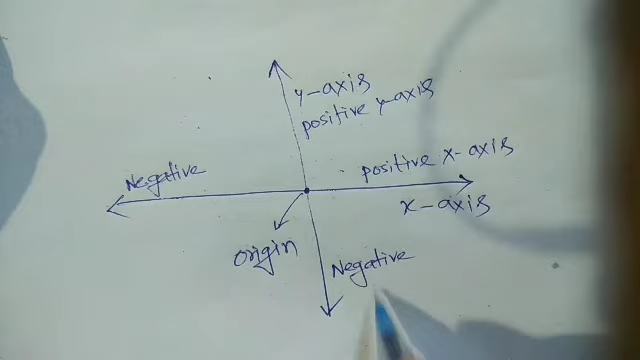 y-axis
positive y-axis
positive x-axis
Negative
x-axis
origin
Negative